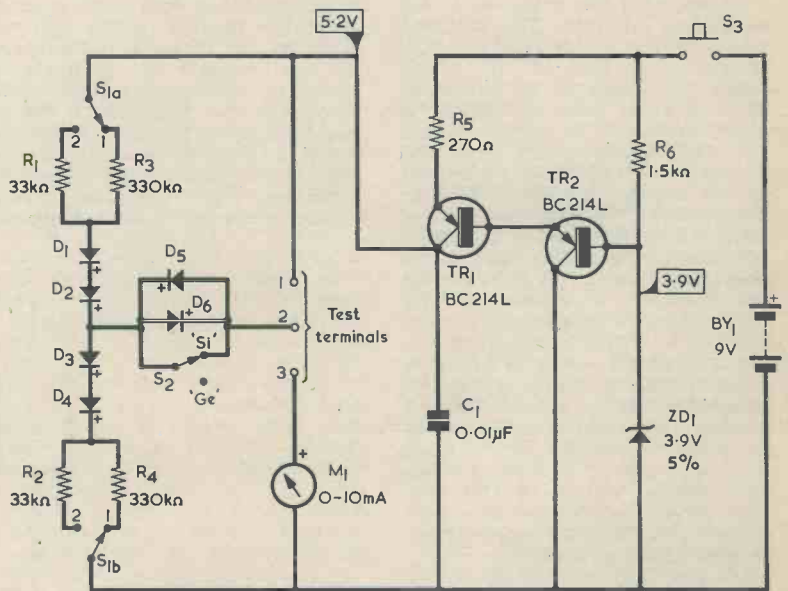 5·2V
S3
S1a
2
1
R1
33kΩ
R3
330kΩ
R5
270Ω
R6
1·5kΩ
TR2
BC214L
TR1
BC214L
D1
+
D2
+
D5
+
D6
+
'Si'
S2
'Ge'
1
2
3
Test
terminals
3·9V
+
BY1
9V
D3
+
D4
+
C1
0·01µF
ZD1
3·9V
5%
R2
33kΩ
R4
330kΩ
2
1
S1b
+
M1
0-10mA